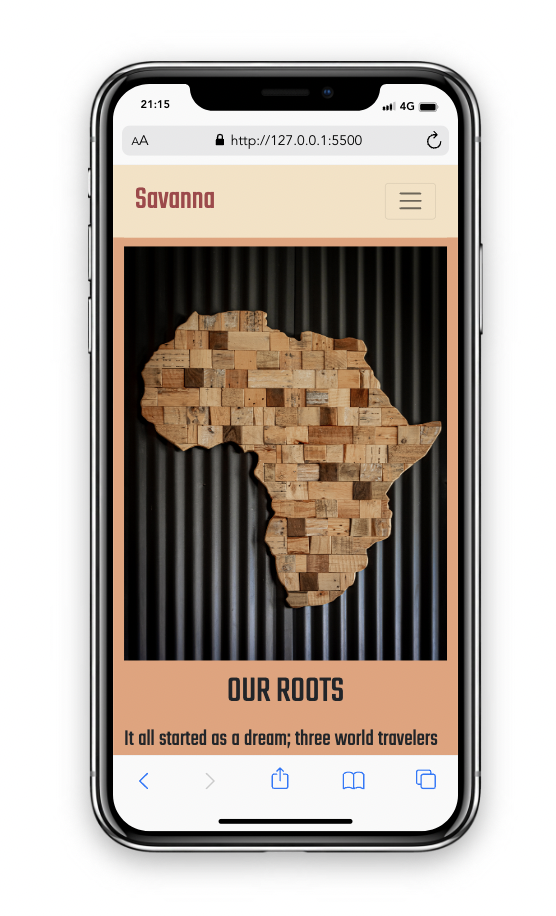 21:15 4G
AA http://127.0.0.1:5500
Savanna
OUR ROOTS
It all started as a dream; three world travelers